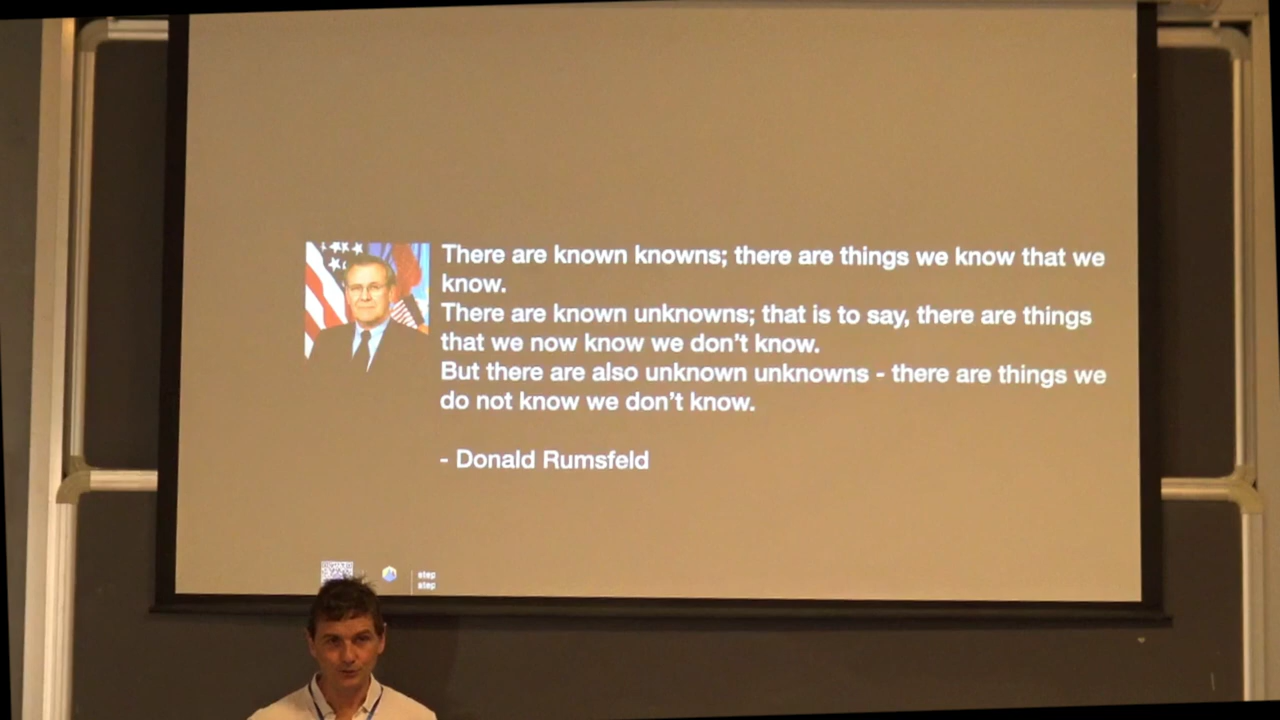 There are known knowns; there are things we know that we
know.
There are known unknowns; that is to say, there are things
that we now know we don't know.
But there are also unknown unknowns - there are things we
do not know we don't know.
- Donald Rumsfeld
step
step